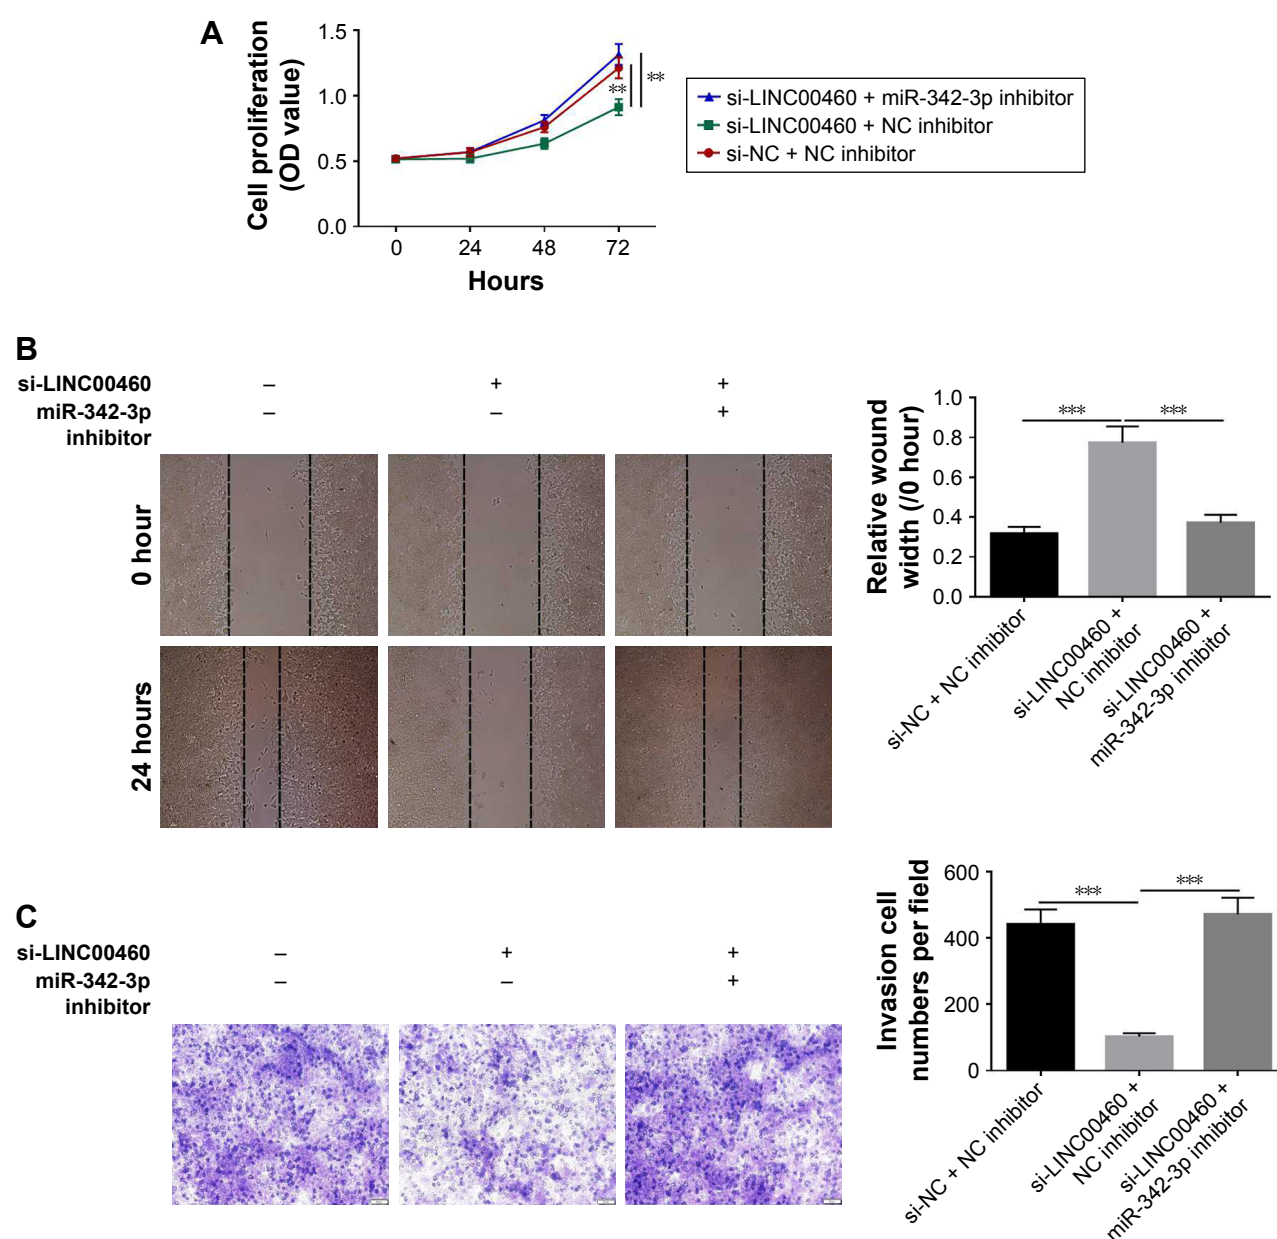 A
Cell proliferation
(OD value)
1.5
1.0
0.5
0.0
0
24
48
72
Hours
**
**
si-LINC00460 + miR-342-3p inhibitor
si-LINC00460 + NC inhibitor
si-NC + NC inhibitor
B
si-LINC00460
–
+
+
miR-342-3p
inhibitor
–
–
+
0 hour
24 hours
Relative wound
width (/0 hour)
1.0
0.8
0.6
0.4
0.2
0.0
***
***
si-NC + NC inhibitor
si-LINC00460 +
NC inhibitor
si-LINC00460 +
miR-342-3p inhibitor
C
si-LINC00460
–
+
+
miR-342-3p
inhibitor
–
–
+
Invasion cell
numbers per field
600
400
200
0
***
***
si-NC + NC inhibitor
si-LINC00460 +
NC inhibitor
si-LINC00460 +
miR-342-3p inhibitor